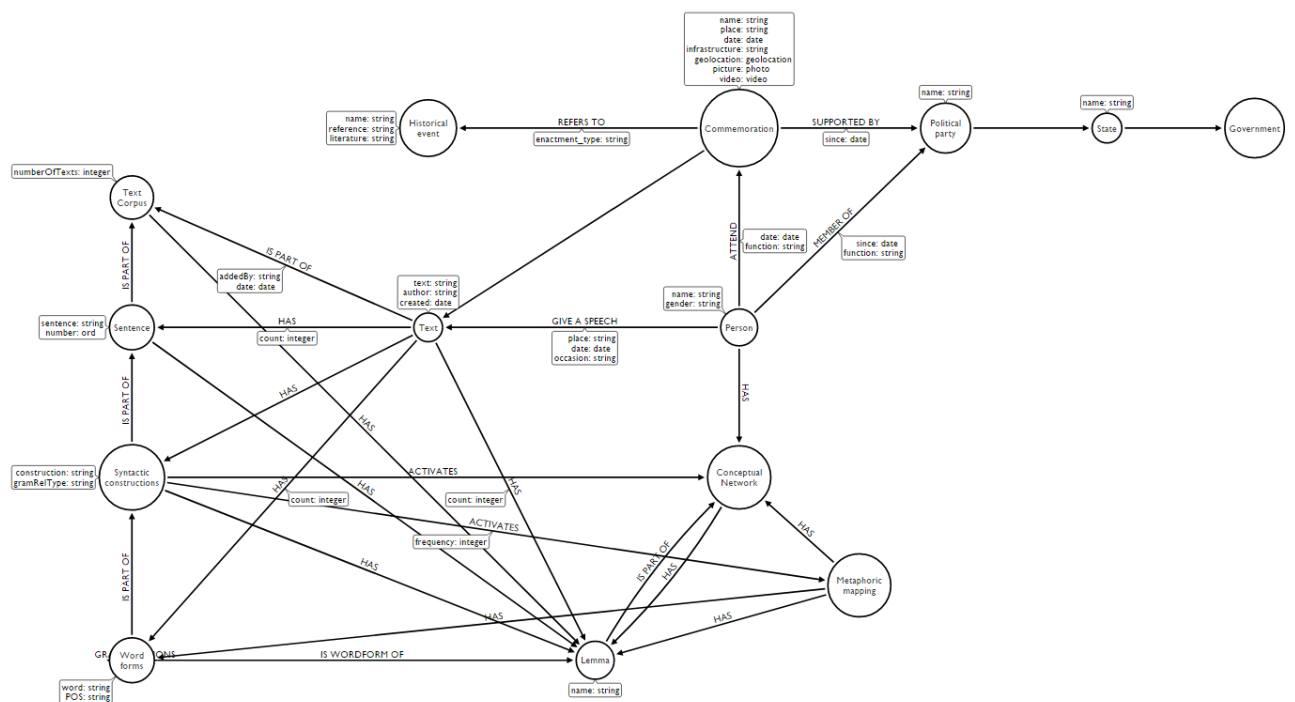 name: string
place: string
date: date
infrastructure: string
geolocation: geolocation
picture: photo
video: video
name: string
reference: string
literature: string
Historical
event
REFERS TO
enactment_type: string
Commemoration
SUPPORTED BY
since: date
name: string
Political
party
name: string
State
Government
numberOfTexts: integer
Text
Corpus
IS PART OF
addedBy: string
date: date
IS PART OF
ATTEND
date: date
function: string
MEMBER OF
since: date
function: string
text: string
author: string
created: date
name: string
gender: string
sentence: string
number: ord
Sentence
HAS
count: integer
Text
GIVE A SPEECH
place: string
date: date
occasion: string
Person
IS PART OF
HAS
HAS
HAS
construction: string
gramRelType: string
Syntactic
constructions
ACTIVATES
Conceptual
Network
HAS
count: integer
HAS
count: integer
HAS
ACTIVATES
frequency: integer
HAS
IS PART OF
HAS
IS PART OF
HAS
Metaphoric
mapping
HAS
HAS
GR
IONS
Word
forms
IS WORDFORM OF
Lemma
word: string
POS: string
name: string